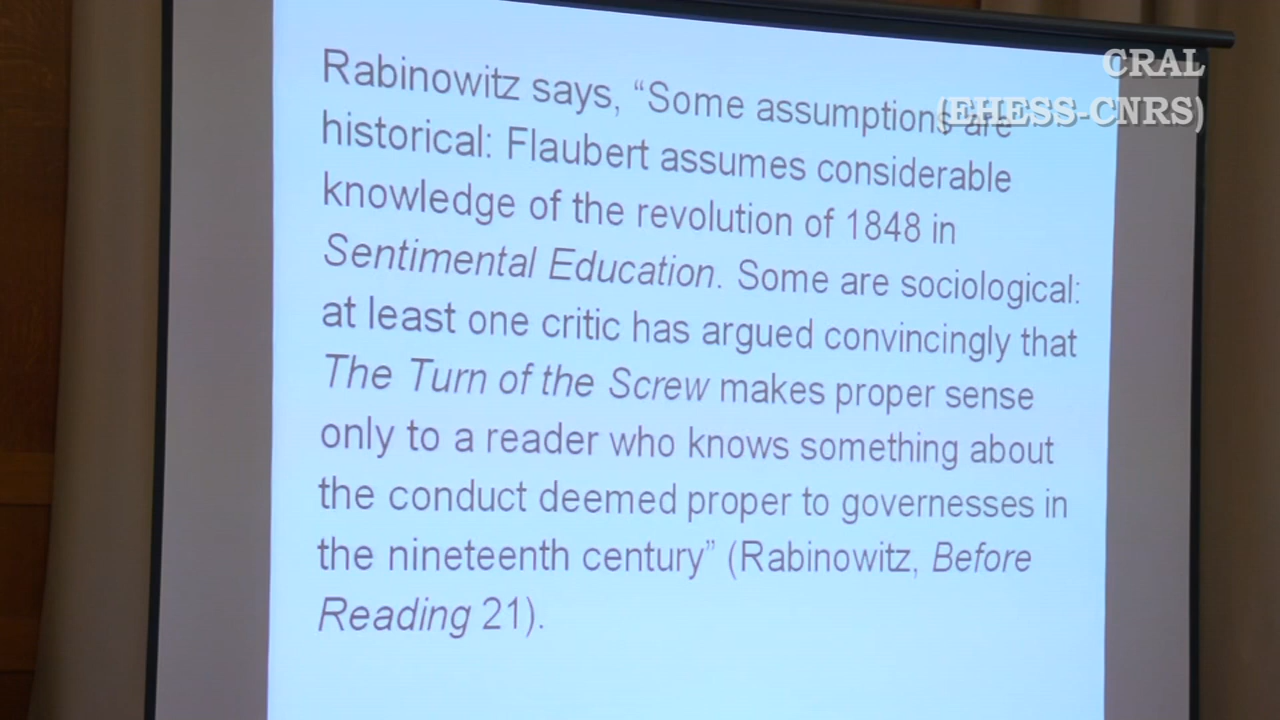 CRAL
(EHESS-CNRS)
Rabinowitz says, “Some assumptions are
historical: Flaubert assumes considerable
knowledge of the revolution of 1848 in
Sentimental Education. Some are sociological:
at least one critic has argued convincingly that
The Turn of the Screw makes proper sense
only to a reader who knows something about
the conduct deemed proper to governesses in
the nineteenth century” (Rabinowitz, Before
Reading 21).